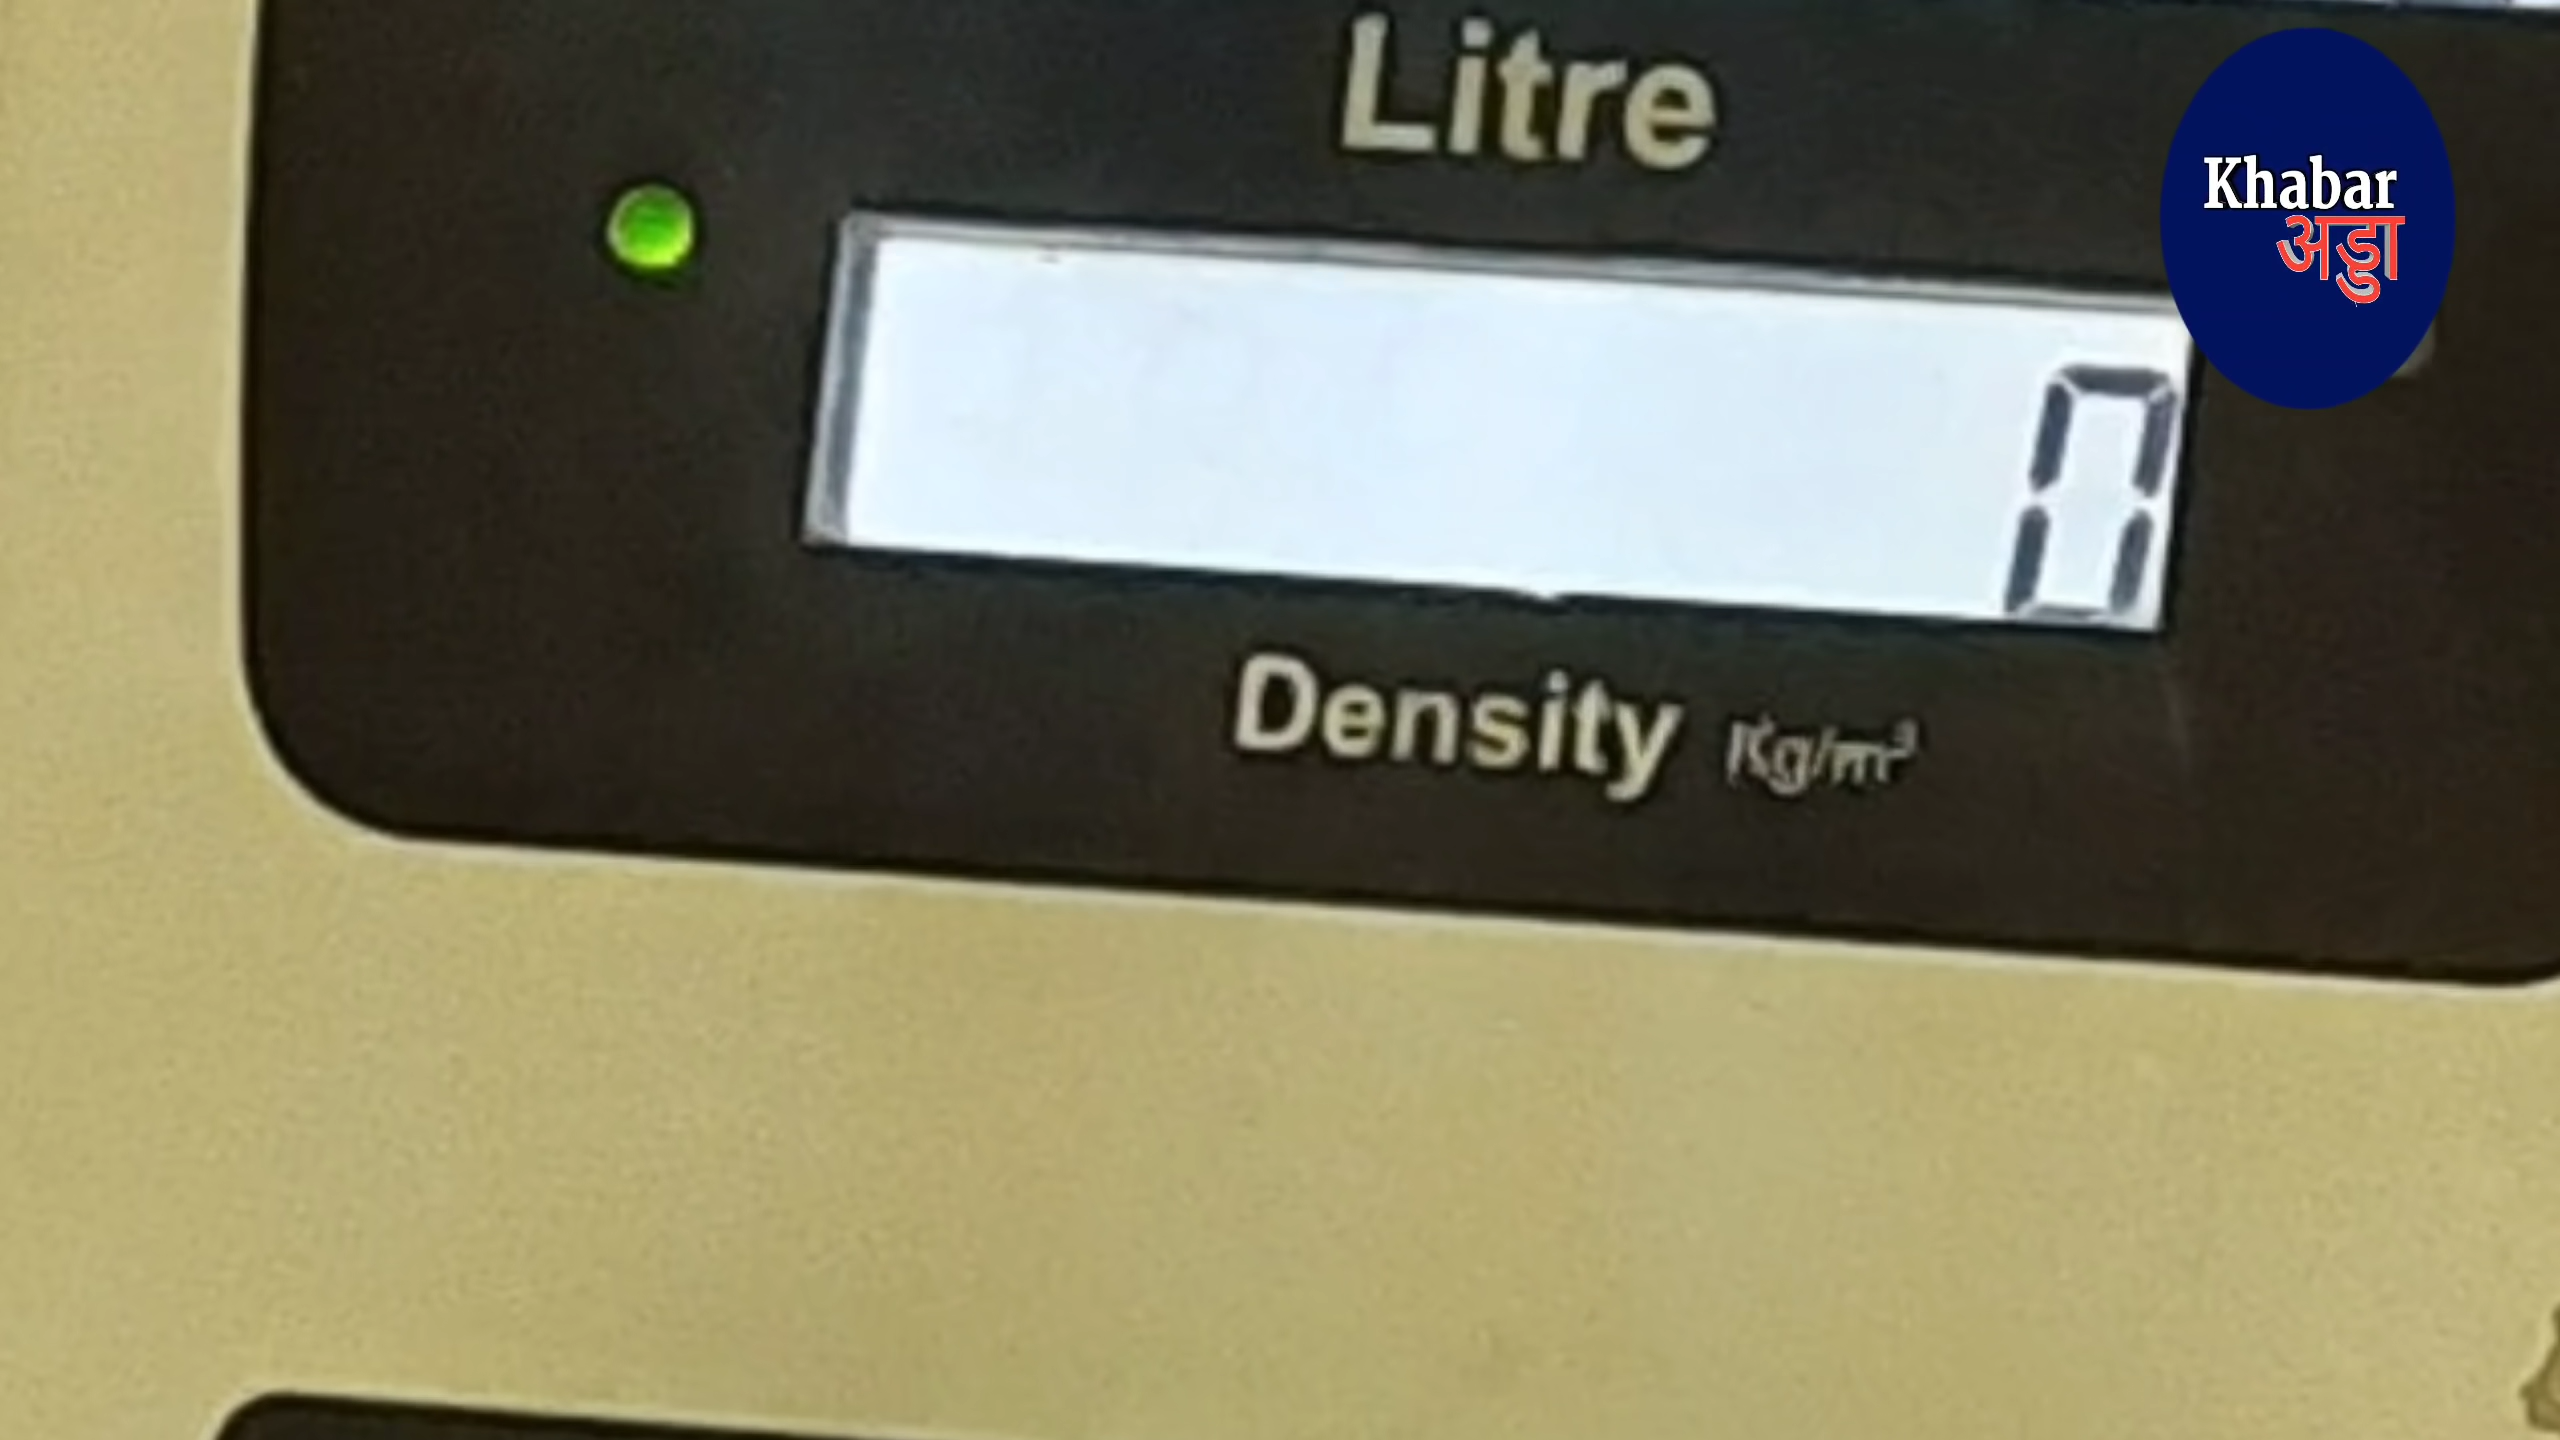 Litre
Khabar
अड्डा
0
Density Kg/m³